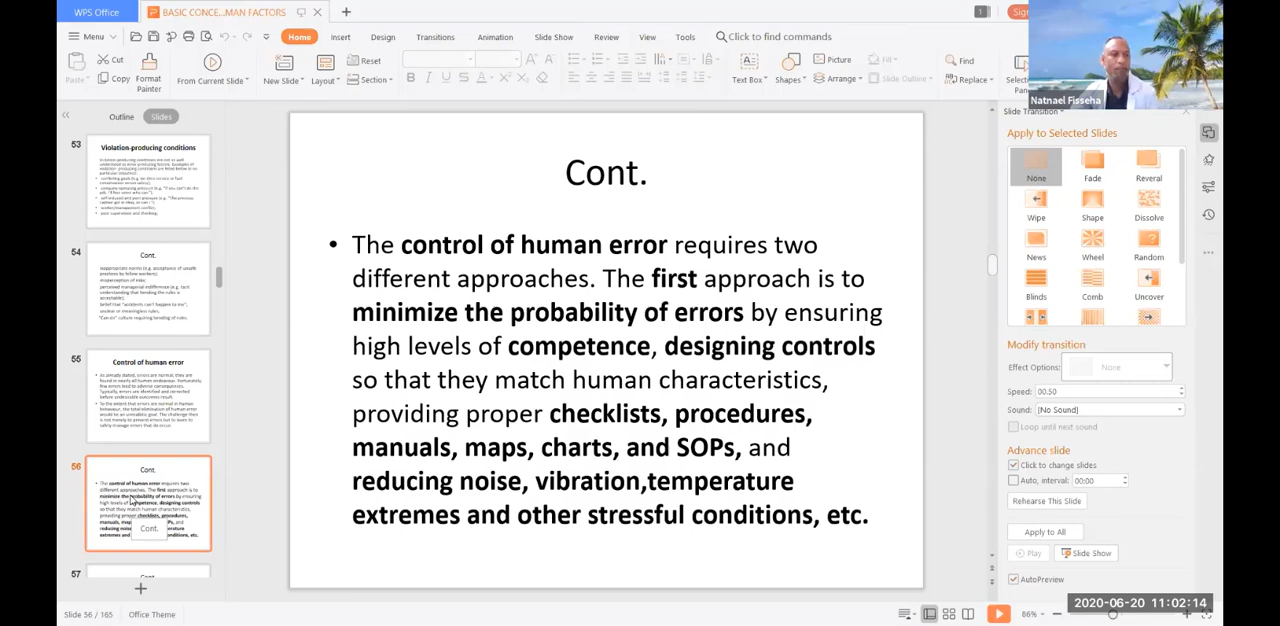 WPS Office
BASIC CONCE...MAN FACTORS
1
Sign
Menu
Home
Insert
Design
Transitions
Animation
Slide Show
Review
View
Tools
Click to command
Paste
Cut
Copy
Format Painter
From Current Slide
New Slide
Layout
Reset
Section
Text Box
Shapes
Picture
Arrange
Fill
Slide Outline
Find
Replace
Natnael Fisseha
Outline
Slides
53
Violation-producing conditions
54
Cont.
55
Control of human error
56
Cont.
57
Cont.
Cont.
• The control of human error requires two
different approaches. The first approach is to
minimize the probability of errors by ensuring
high levels of competence, designing controls
so that they match human characteristics,
providing proper checklists, procedures,
manuals, maps, charts, and SOPs, and
reducing noise, vibration,temperature
extremes and other stressful conditions, etc.
Slide Transition
Apply to Selected Slides
None
Fade
Reveral
Wipe
Shape
Dissolve
News
Wheel
Random
Blinds
Comb
Uncover
Modify transition
Effect Options:
None
Speed: 00.50
Sound: [No Sound]
Loop until next sound
Advance slide
Click to change slides
Auto, interval: 00:00
Rehearse This Slide
Apply to All
Play
Slide Show
AutoPreview
Slide 56 / 165
Office Theme
86%
2020-06-20 11:02:14